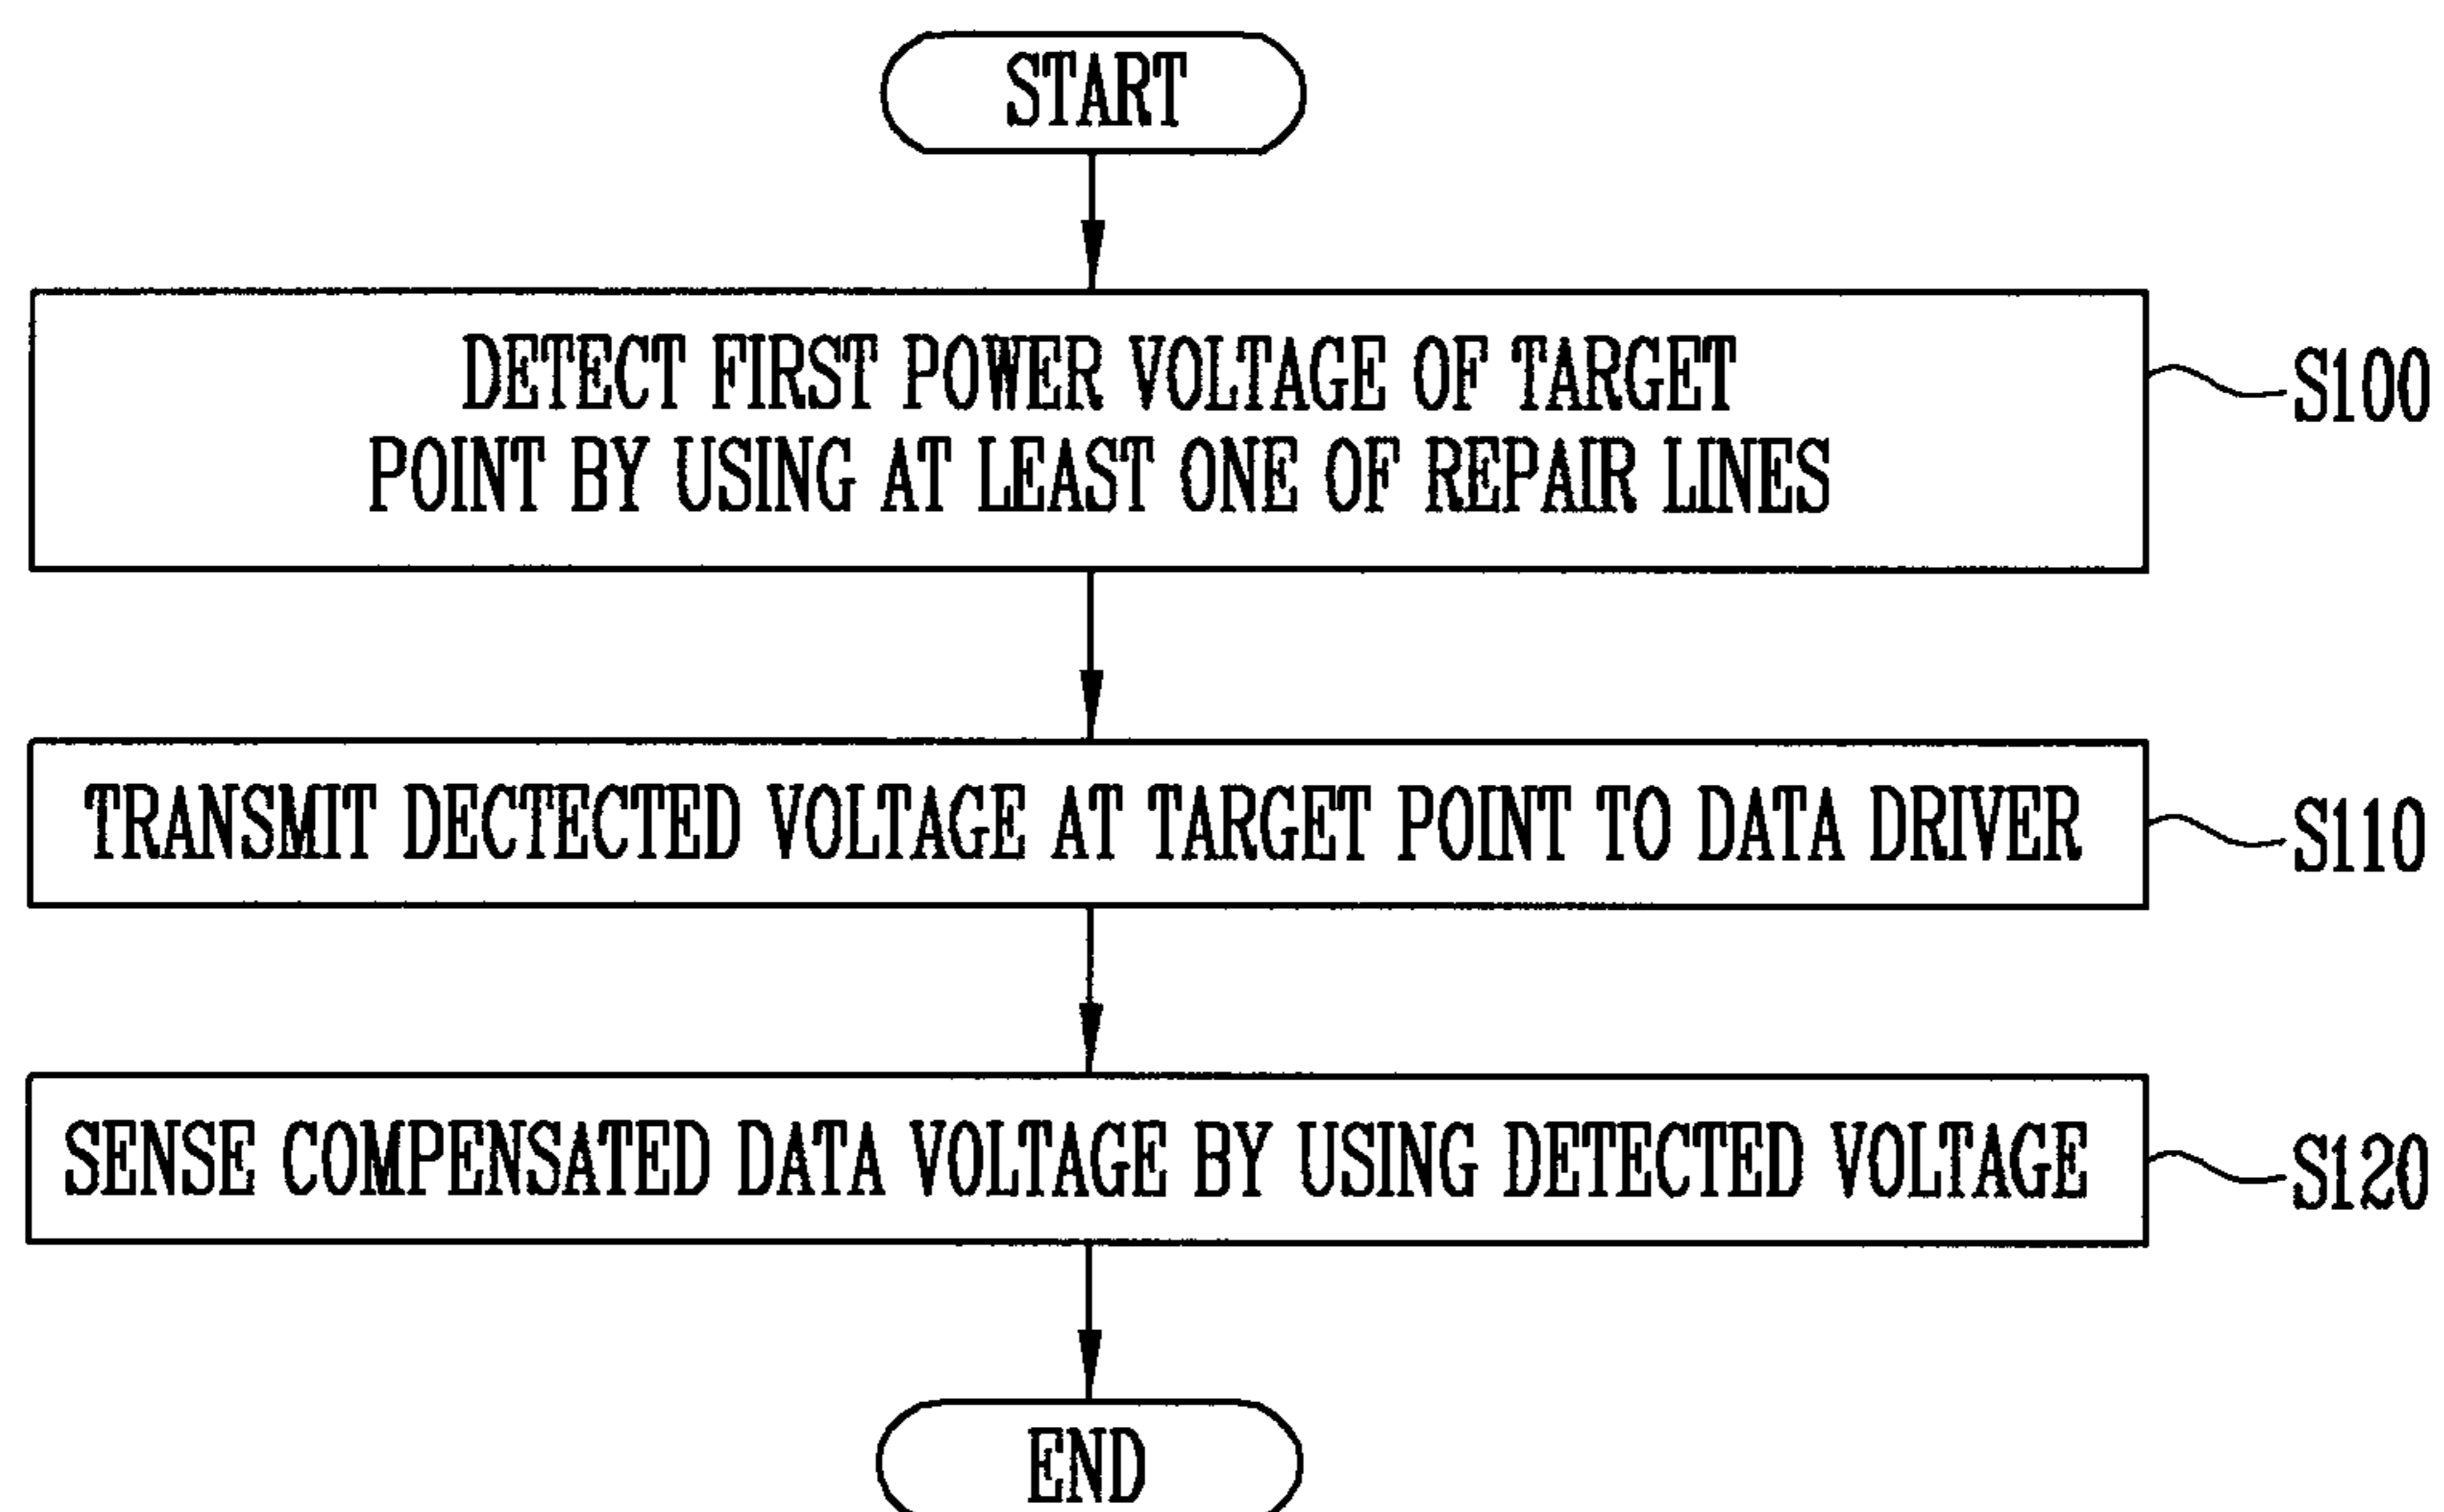 START
DETECT FIRST POWER VOLTAGE OF TARGET
POINT BY USING AT LEAST ONE OF REPAIR LINES
S100
TRANSMIT DECTECTED VOLTAGE AT TARGET POINT TO DATA DRIVER
S110
SENSE COMPENSATED DATA VOLTAGE BY USING DETECTED VOLTAGE
S120
END